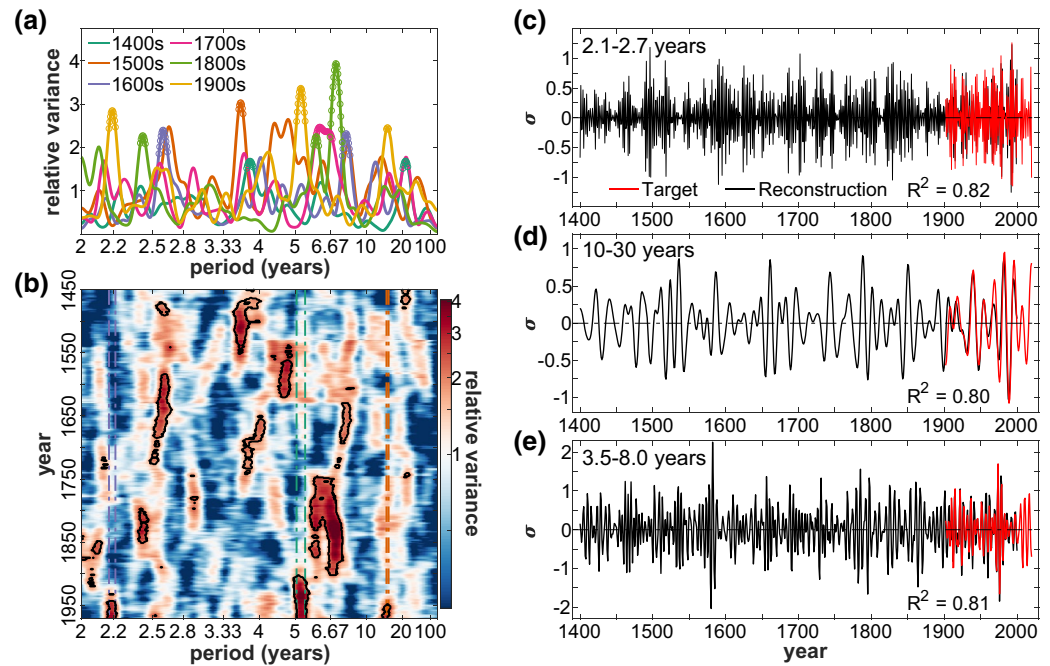 (a)
relative variance
4
3
2
1
1400s
1500s
1600s
1700s
1800s
1900s
2 2.2 2.5 2.8 3.33 4 5 6.67 10 20 100
period (years)
(b)
year
1450
1550
1650
1750
1850
1950
2 2.2 2.5 2.8 3.33 4 5 6.67 10 20 100
period (years)
4
3
2
1
relative variance
(c)
2.1-2.7 years
σ
1
0.5
0
-0.5
-1
Target
Reconstruction
R² = 0.82
1400 1500 1600 1700 1800 1900 2000
(d)
10-30 years
σ
1
0.5
0
-0.5
-1
R² = 0.80
1400 1500 1600 1700 1800 1900 2000
(e)
3.5-8.0 years
σ
2
1
0
-1
-2
R² = 0.81
1400 1500 1600 1700 1800 1900 2000
year